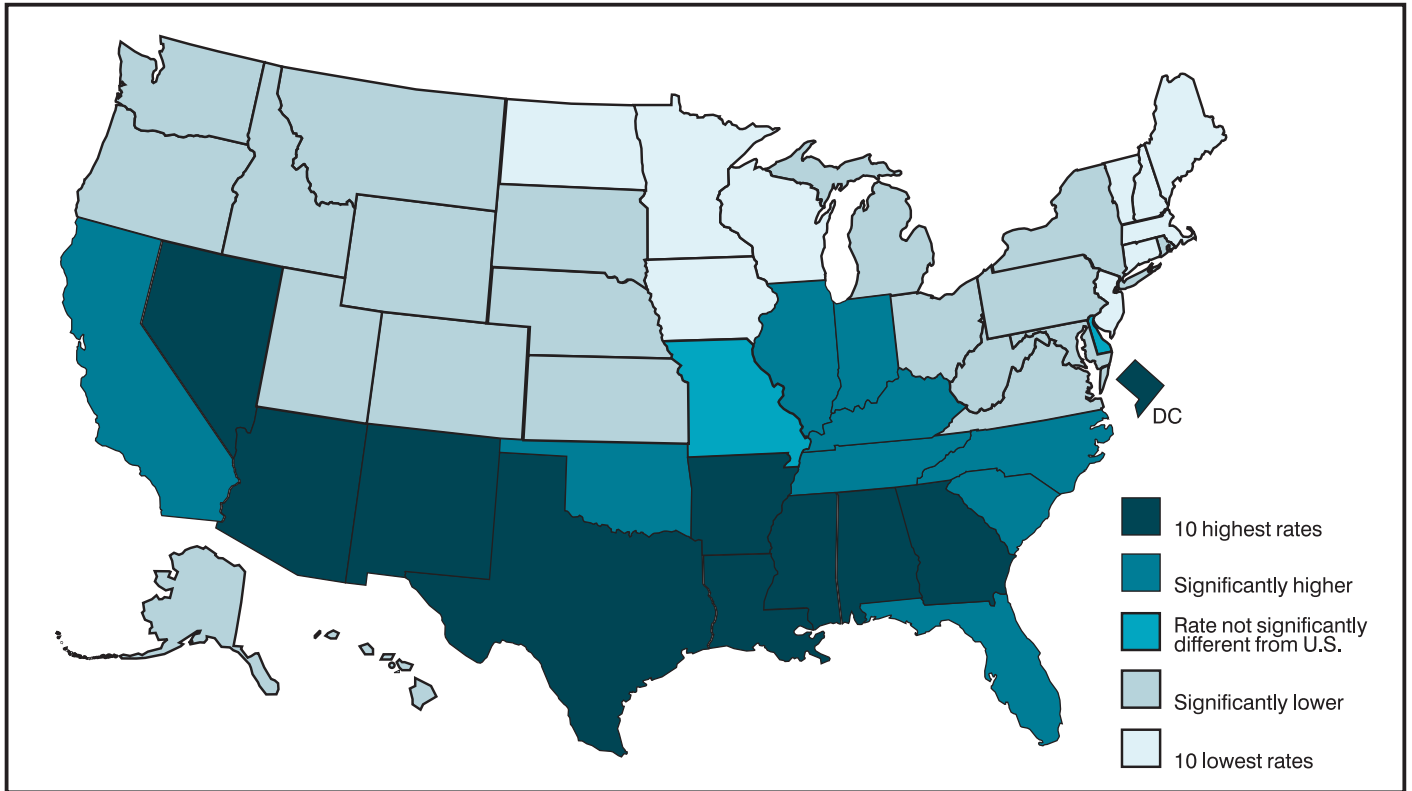 DC
10 highest rates
Significantly higher
Rate not significantly
different from U.S.
Significantly lower
10 lowest rates